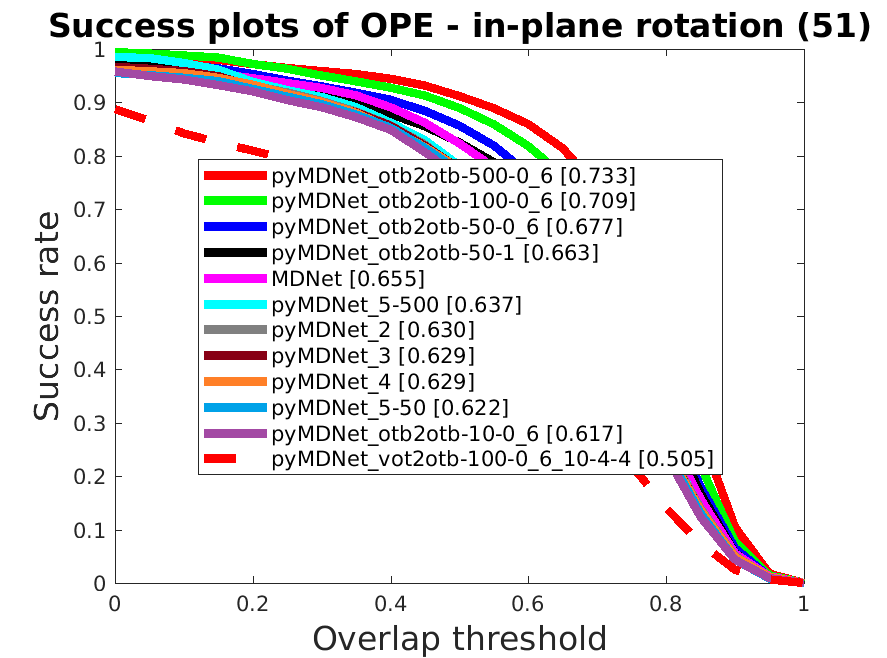 Success plots of OPE - in-plane rotation (51)
1
0.9
0.8
0.7
0.6
0.5
0.4
0.3
0.2
0.1
0
Success rate
pyMDNet_otb2otb-500-0_6 [0.733]
pyMDNet_otb2otb-100-0_6 [0.709]
pyMDNet_otb2otb-50-0_6 [0.677]
pyMDNet_otb2otb-50-1 [0.663]
MDNet [0.655]
pyMDNet_5-500 [0.637]
pyMDNet_2 [0.630]
pyMDNet_3 [0.629]
pyMDNet_4 [0.629]
pyMDNet_5-50 [0.622]
pyMDNet_otb2otb-10-0_6 [0.617]
pyMDNet_vot2otb-100-0_6_10-4-4 [0.505]
0 0.2 0.4 0.6 0.8 1
Overlap threshold